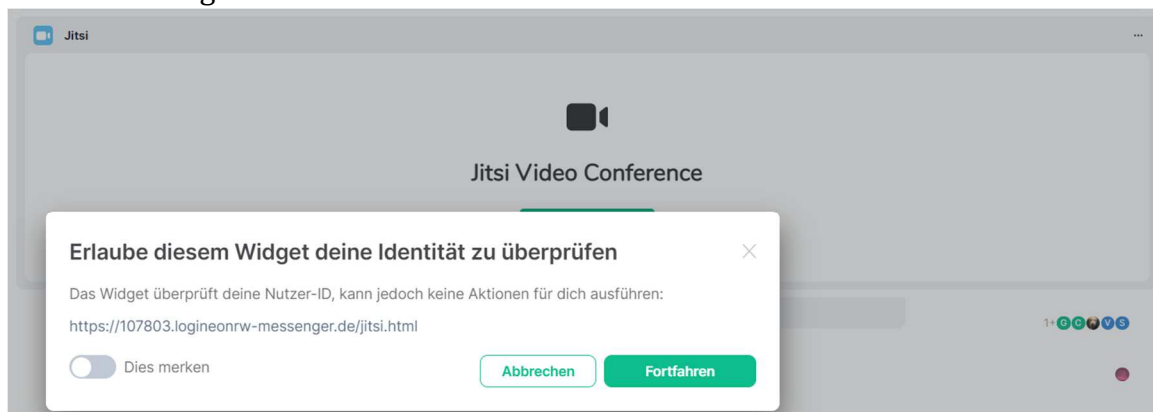 Jitsi
...
Jitsi Video Conference
Erlaube diesem Widget deine Identität zu überprüfen
Das Widget überprüft deine Nutzer-ID, kann jedoch keine Aktionen für dich ausführen:
https://107803.logineonrw-messenger.de/jitsi.html
1+ G C V S
Dies merken
Abbrechen
Fortfahren